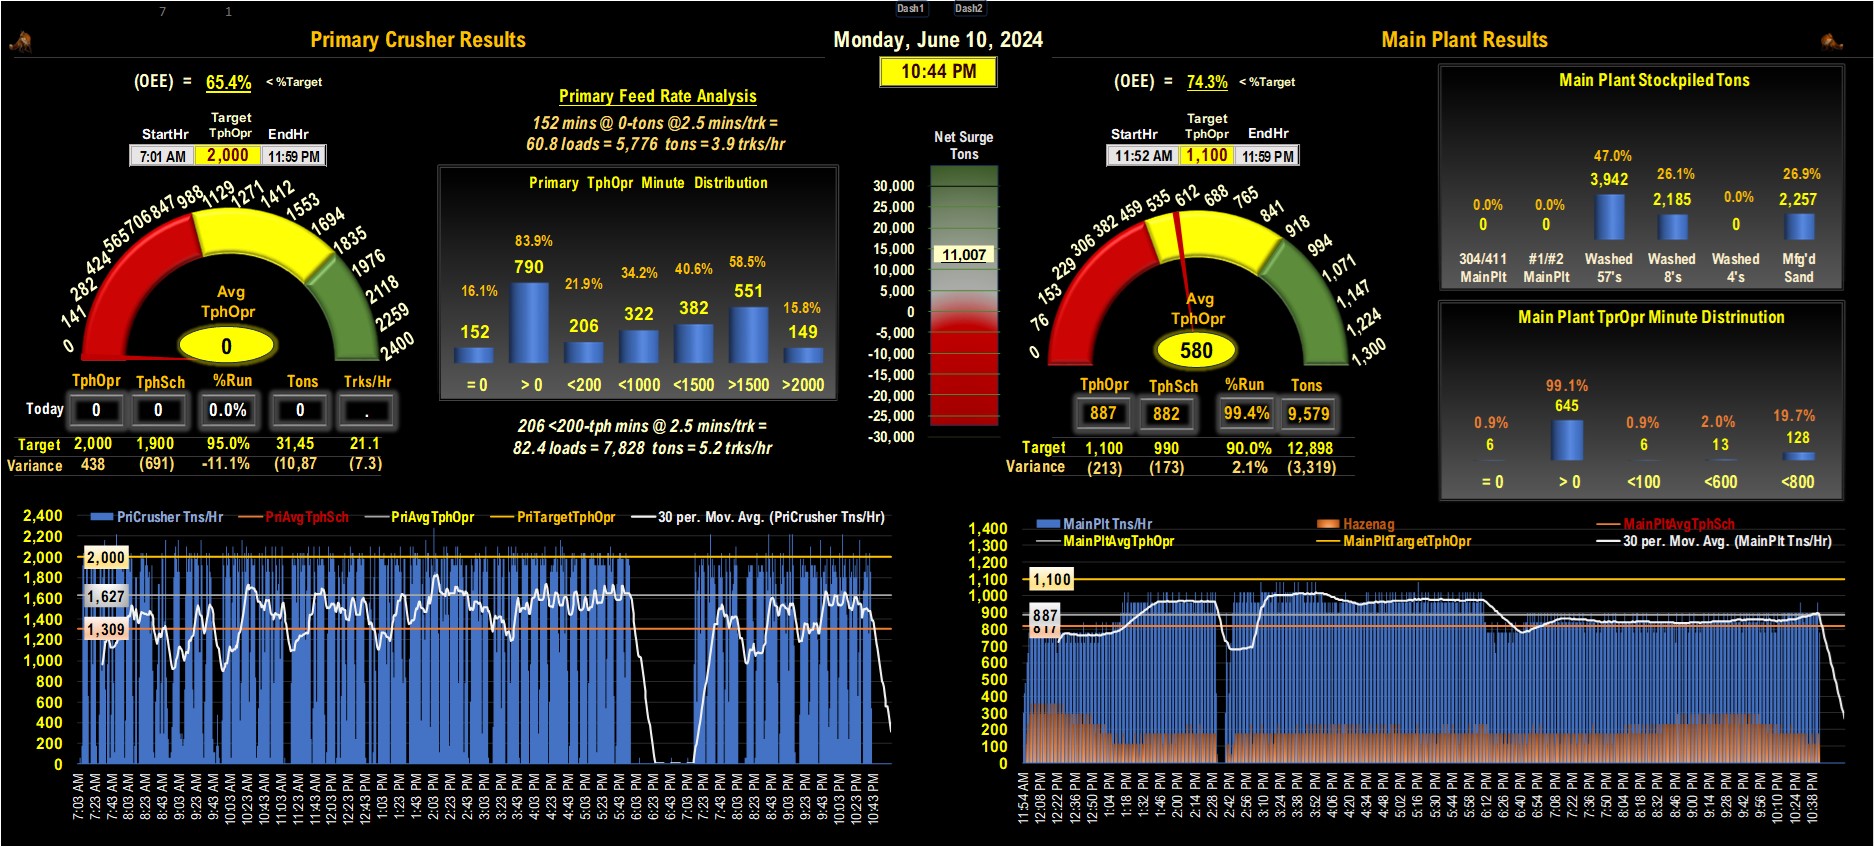 7 1
Dash1 Dash2
Primary Crusher Results
Monday, June 10, 2024
Main Plant Results
10:44 PM
(OEE) = 65.4% < %Target
StartHr Target TphOpr EndHr
7:01 AM 2,000 11:59 PM
0 141 282 424 565 706 847 988 1129 1271 1412 1553 1694 1835 1976 2118 2259 2400
Avg
TphOpr
0
TphOpr TphSch %Run Tons Trks/Hr
Today 0 0 0.0% 0 .
Target 2,000 1,900 95.0% 31,45 21.1
Variance 438 (691) -11.1% (10,87 (7.3)
Primary Feed Rate Analysis
152 mins @ 0-tons @2.5 mins/trk =
60.8 loads = 5,776 tons = 3.9 trks/hr
Primary TphOpr Minute Distribution
16.1% 83.9% 21.9% 34.2% 40.6% 58.5% 15.8%
152 790 206 322 382 551 149
= 0 > 0 <200 <1000 <1500 >1500 >2000
206 <200-tph mins @ 2.5 mins/trk =
82.4 loads = 7,828 tons = 5.2 trks/hr
Net Surge
Tons
30,000
25,000
20,000
15,000
11,007
10,000
5,000
0
-5,000
-10,000
-15,000
-20,000
-25,000
-30,000
(OEE) = 74.3% < %Target
StartHr Target TphOpr EndHr
11:52 AM 1,100 11:59 PM
0 76 153 229 306 382 459 535 612 688 765 841 918 994 1,071 1,147 1,224 1,300
Avg
TphOpr
580
TphOpr TphSch %Run Tons
887 882 99.4% 9,579
Target 1,100 990 90.0% 12,898
Variance (213) (173) 2.1% (3,319)
Main Plant Stockpiled Tons
0.0% 0.0% 47.0% 26.1% 0.0% 26.9%
0 0 3,942 2,185 0 2,257
304/411 #1/#2 Washed Washed Washed Mfg'd
MainPlt MainPlt 57's 8's 4's Sand
Main Plant TprOpr Minute Distrinution
0.9% 99.1% 0.9% 2.0% 19.7%
6 645 6 13 128
= 0 > 0 <100 <600 <800
PriCrusher Tns/Hr PriAvgTphSch PriAvgTphOpr PriTargetTphOpr 30 per. Mov. Avg. (PriCrusher Tns/Hr)
2,400
2,200
2,000
1,800
1,600
1,400
1,200
1,000
800
600
400
200
0
2,000
1,627
1,309
7:03 AM 7:23 AM 7:43 AM 8:03 AM 8:23 AM 8:43 AM 9:03 AM 9:23 AM 9:43 AM 10:03 AM 10:23 AM 10:43 AM 11:03 AM 11:23 AM 11:43 AM 12:03 PM 12:23 PM 12:43 PM 1:03 PM 1:23 PM 1:43 PM 2:03 PM 2:23 PM 2:43 PM 3:03 PM 3:23 PM 3:43 PM 4:03 PM 4:23 PM 4:43 PM 5:03 PM 5:23 PM 5:43 PM 6:03 PM 6:23 PM 6:43 PM 7:03 PM 7:23 PM 7:43 PM 8:03 PM 8:23 PM 8:43 PM 9:03 PM 9:23 PM 9:43 PM 10:03 PM 10:23 PM 10:43 PM
MainPlt Tns/Hr Hazenag MainPltAvgTphSch
MainPltAvgTphOpr MainPltTargetTphOpr 30 per. Mov. Avg. (MainPlt Tns/Hr)
1,400
1,300
1,200
1,100
1,000
900
800
700
600
500
400
300
200
100
0
1,100
887
817
11:54 AM 12:08 PM 12:22 PM 12:36 PM 12:50 PM 1:04 PM 1:18 PM 1:32 PM 1:46 PM 2:00 PM 2:14 PM 2:28 PM 2:42 PM 2:56 PM 3:10 PM 3:24 PM 3:38 PM 3:52 PM 4:06 PM 4:20 PM 4:34 PM 4:48 PM 5:02 PM 5:16 PM 5:30 PM 5:44 PM 5:58 PM 6:12 PM 6:26 PM 6:40 PM 6:54 PM 7:08 PM 7:22 PM 7:36 PM 7:50 PM 8:04 PM 8:18 PM 8:32 PM 8:46 PM 9:00 PM 9:14 PM 9:28 PM 9:42 PM 9:56 PM 10:10 PM 10:24 PM 10:38 PM